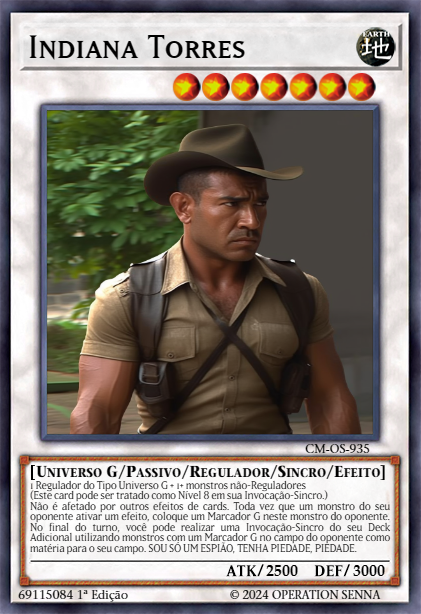 INDIANA TORRES
EARTH
地
CM-OS-935
[UNIVERSO G/PASSIVO/REGULADOR/SINCRO/EFEITO]
1 Regulador do Tipo Universo G + 1+ monstros não-Reguladores
(Este card pode ser tratado como Nível 8 em sua Invocação-Sincro.)
Não é afetado por outros efeitos de cards. Toda vez que um monstro do seu
oponente ativar um efeito, coloque um Marcador G neste monstro do oponente.
No final do turno, você pode realizar uma Invocação-Sincro do seu Deck
Adicional utilizando monstros com um Marcador G no campo do oponente como
matéria para o seu campo. SOU SÓ UM ESPIÃO, TENHA PIEDADE, PIEDADE.
ATK/2500 DEF/3000
69115084 1ª Edição © 2024 OPERATION SENNA